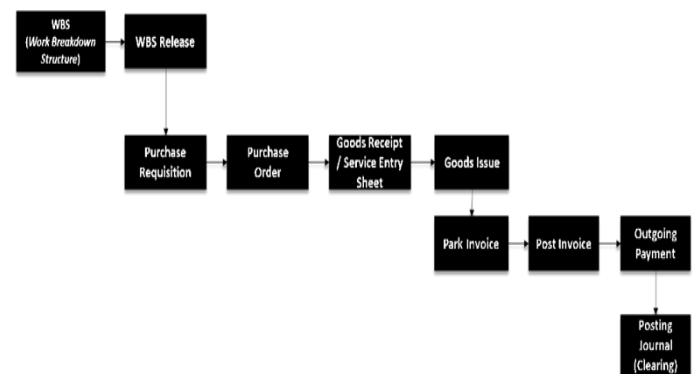 WBS
(Work Breakdown
Structure)
WBS Release
Purchase
Requisition
Purchase
Order
Goods Receipt
/ Service Entry
Sheet
Goods Issue
Park Invoice
Post Invoice
Outgoing
Payment
Posting
Journal
(Clearing)